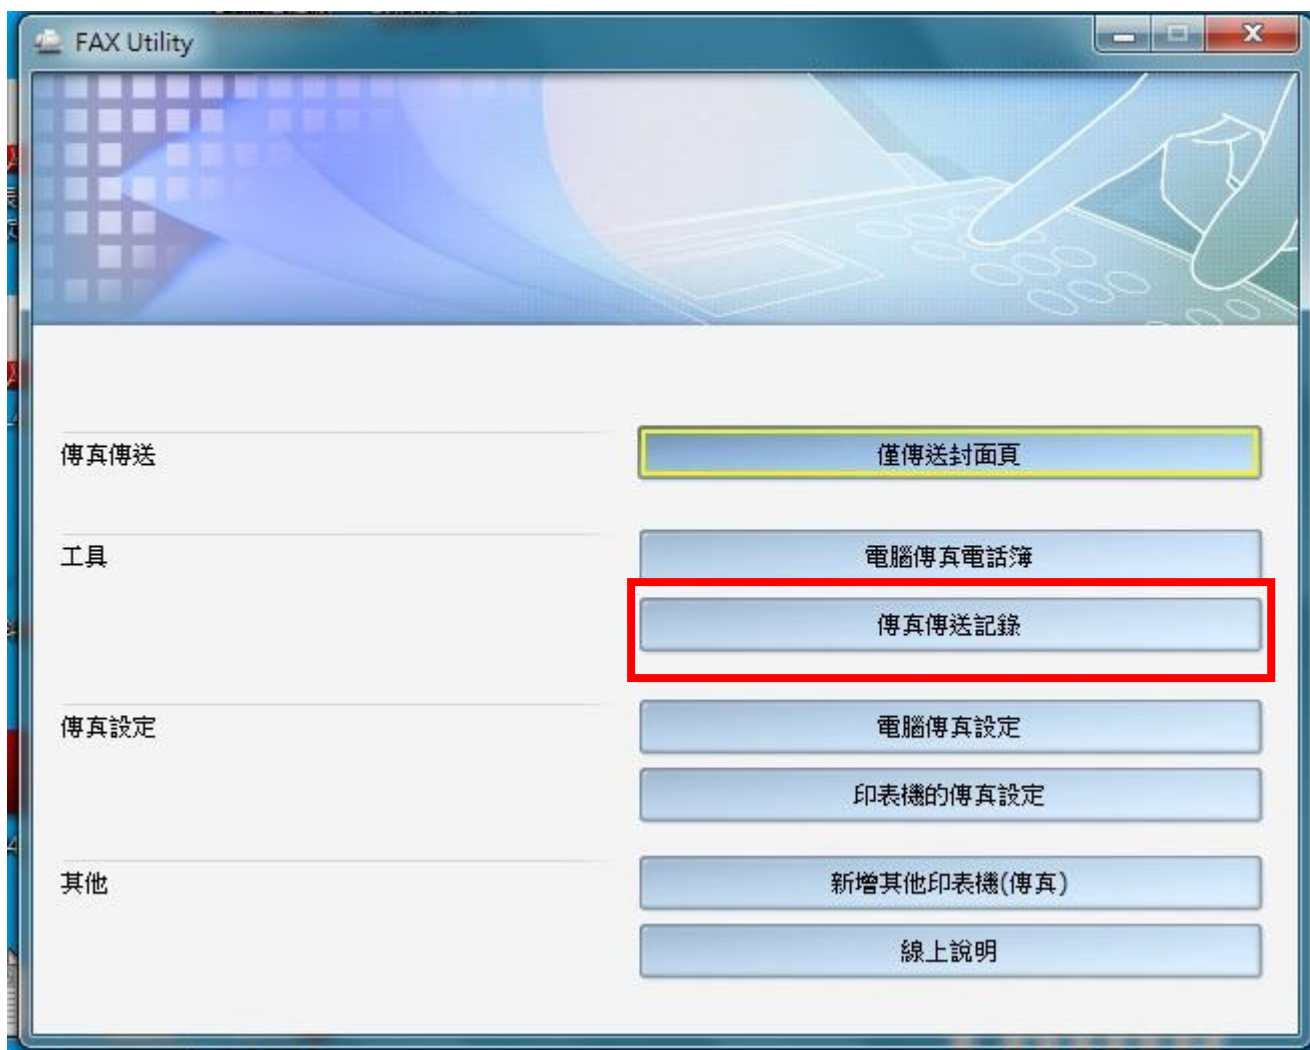 FAX Utility
傳真傳送
僅傳送封面頁
工具
電腦傳真電話簿
傳真傳送記錄
傳真設定
電腦傳真設定
印表機的傳真設定
其他
新增其他印表機(傳真)
線上說明